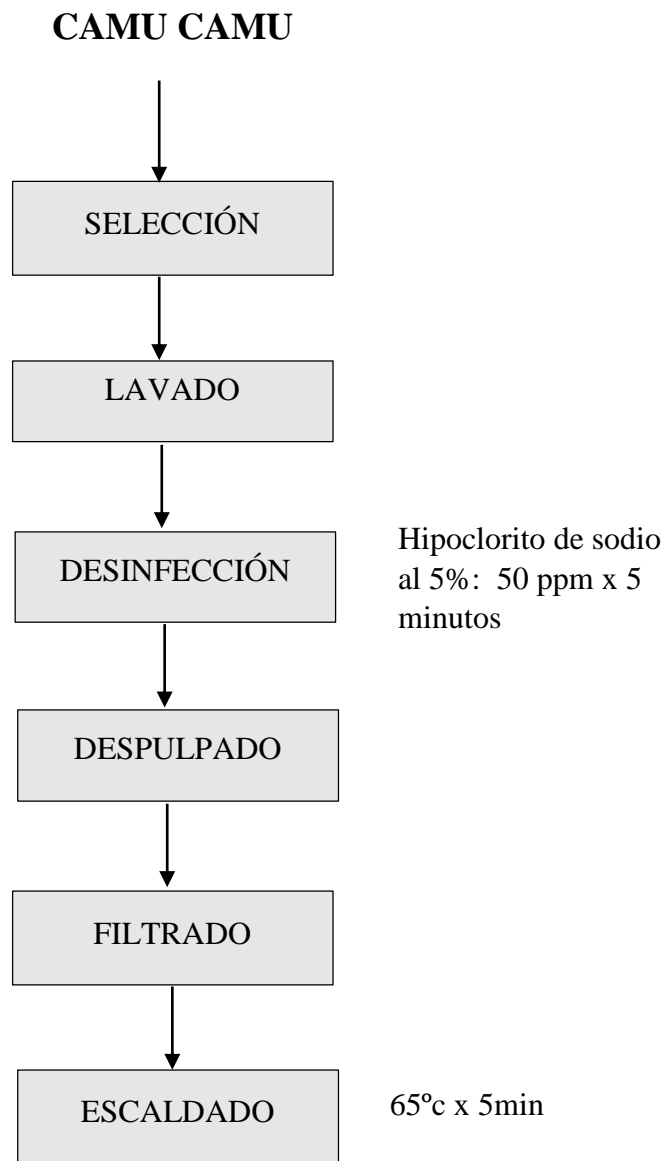 CAMU CAMU
SELECCIÓN
LAVADO
DESINFECCIÓN
Hipoclorito de sodio
al 5%: 50 ppm x 5
minutos
DESPULPADO
FILTRADO
ESCALDADO
65ºc x 5min